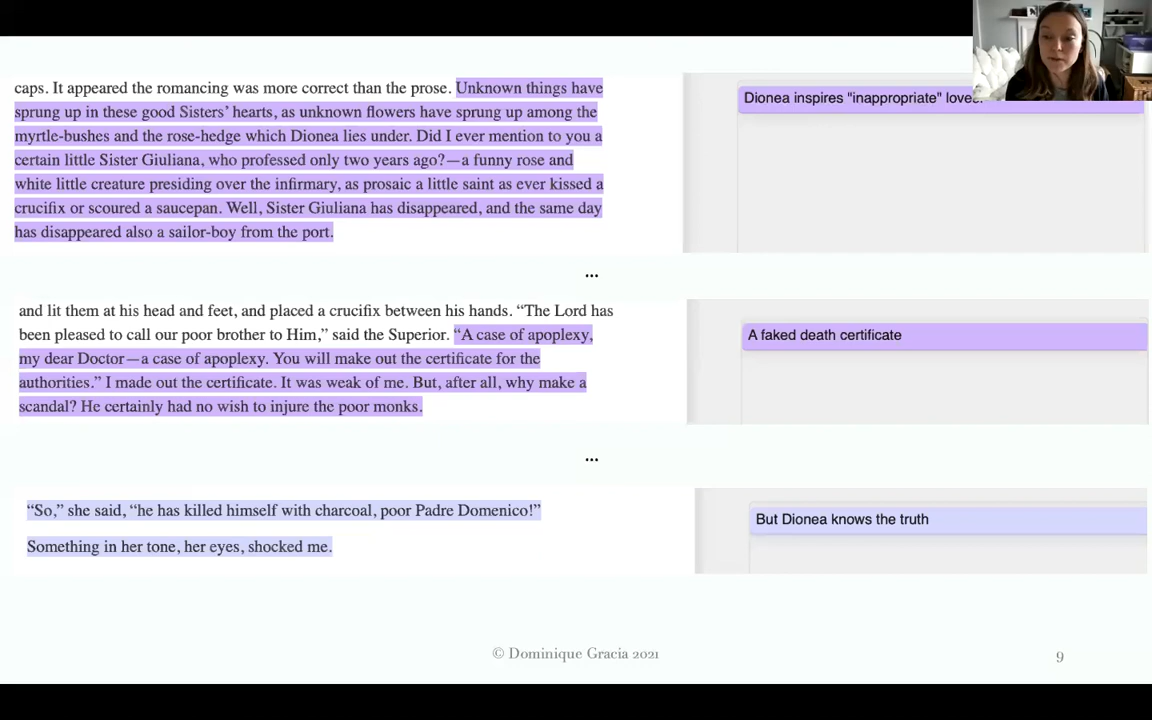 caps. It appeared the romancing was more correct than the prose. Unknown things have
sprung up in these good Sisters’ hearts, as unknown flowers have sprung up among the
myrtle-bushes and the rose-hedge which Dionea lies under. Did I ever mention to you a
certain little Sister Giuliana, who professed only two years ago?—a funny rose and
white little creature presiding over the infirmary, as prosaic a little saint as ever kissed a
crucifix or scoured a saucepan. Well, Sister Giuliana has disappeared, and the same day
has disappeared also a sailor-boy from the port.
Dionea inspires "inappropriate" loves.
...
and lit them at his head and feet, and placed a crucifix between his hands. “The Lord has
been pleased to call our poor brother to Him,” said the Superior. “A case of apoplexy,
my dear Doctor—a case of apoplexy. You will make out the certificate for the
authorities.” I made out the certificate. It was weak of me. But, after all, why make a
scandal? He certainly had no wish to injure the poor monks.
A faked death certificate
...
“So,” she said, “he has killed himself with charcoal, poor Padre Domenico!”
Something in her tone, her eyes, shocked me.
But Dionea knows the truth
© Dominique Gracia 2021
9